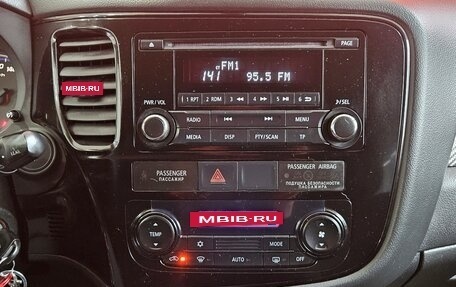 PAGE
FM1
141 95.5 FM
1 RPT 2 RDM 3 4 5 6
PWR/VOL
SEL
RADIO
MENU
MEDIA DISP PTY/SCAN TP
MBIB-RU
PASSENGER
ПАССАЖИР
PASSENGER AIRBAG
ПОДУШКА БЕЗОПАСНОСТИ
ПАССАЖИРА
MBIB-RU
TEMP
MODE
AUTO
OFF